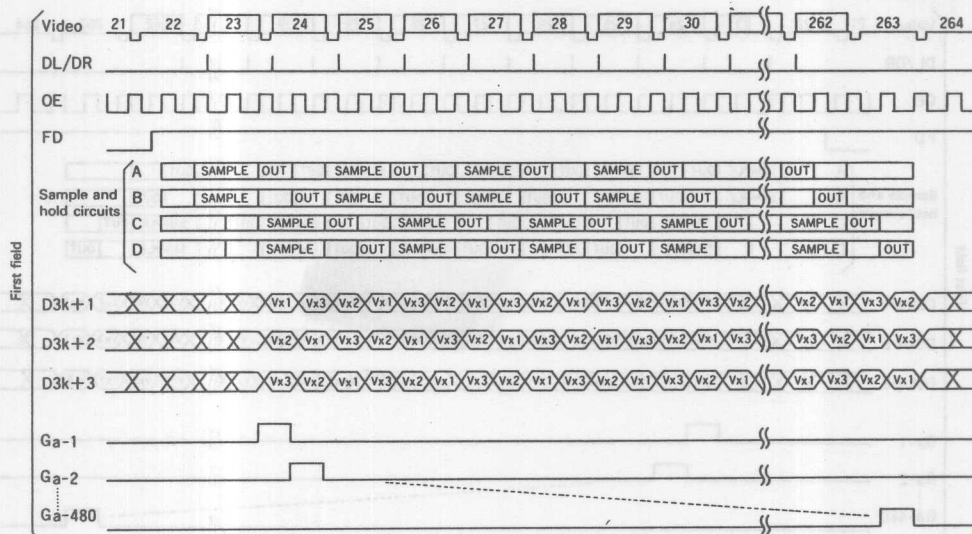 21 22 23 24 25 26 27 28 29 30 262 263 264
Video
DL/DR
OE
FD
First field
Sample and hold circuits
A SAMPLE OUT SAMPLE OUT SAMPLE OUT SAMPLE OUT OUT
B SAMPLE OUT SAMPLE OUT SAMPLE OUT SAMPLE OUT OUT
C SAMPLE OUT SAMPLE OUT SAMPLE OUT SAMPLE OUT SAMPLE OUT
D SAMPLE OUT SAMPLE OUT SAMPLE OUT SAMPLE SAMPLE OUT
D3k+1 Vx1 Vx3 Vx2 Vx1 Vx3 Vx2 Vx1 Vx3 Vx2 Vx1 Vx3 Vx2 Vx1 Vx3 Vx2 Vx2 Vx1 Vx3 Vx2
D3k+2 Vx2 Vx1 Vx3 Vx2 Vx1 Vx3 Vx2 Vx1 Vx3 Vx2 Vx1 Vx3 Vx2 Vx1 Vx3 Vx3 Vx2 Vx1 Vx3
D3k+3 Vx3 Vx2 Vx1 Vx3 Vx2 Vx1 Vx3 Vx2 Vx1 Vx3 Vx2 Vx1 Vx3 Vx2 Vx1 Vx1 Vx3 Vx2 Vx1
Ga-1
Ga-2
Ga-480